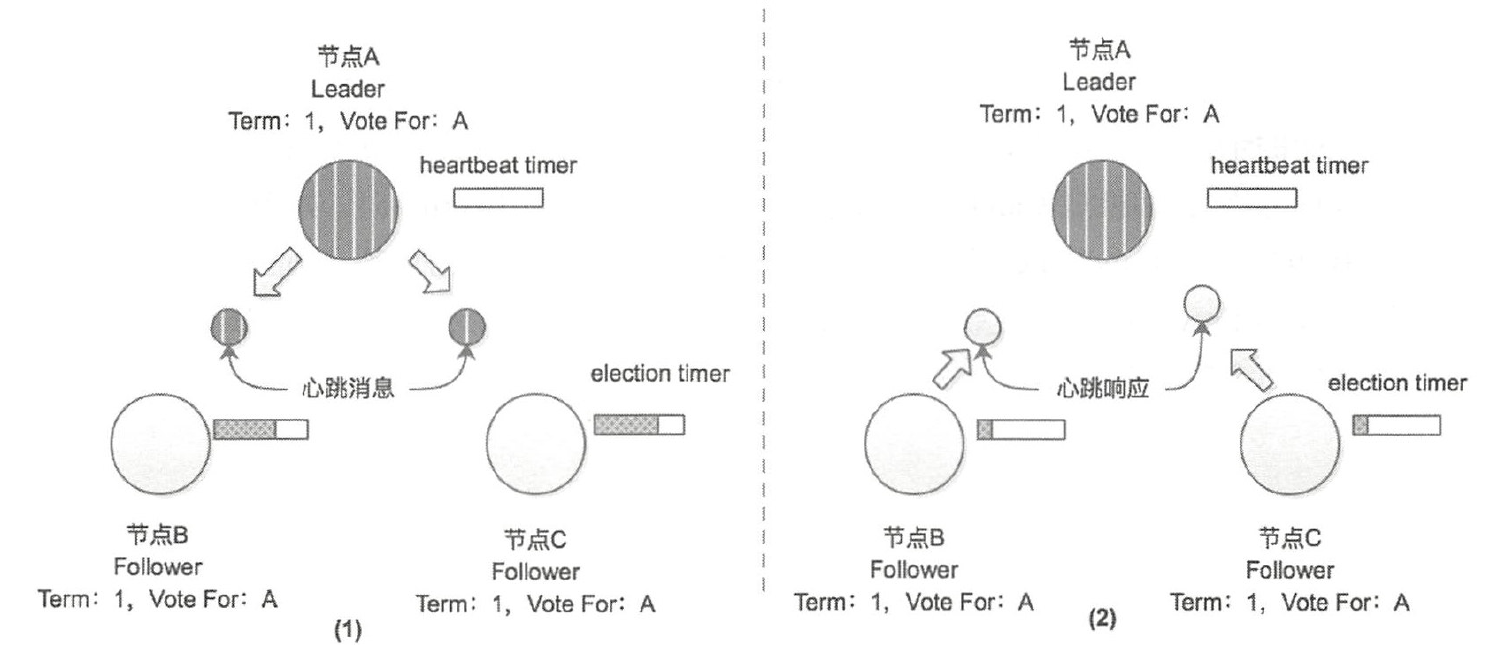 节点A
Leader
Term: 1, Vote For: A
heartbeat timer
心跳消息
election timer
节点B
Follower
Term: 1, Vote For: A
节点C
Follower
Term: 1, Vote For: A
(1)
节点A
Leader
Term: 1, Vote For: A
heartbeat timer
心跳响应
election timer
节点B
Follower
Term: 1, Vote For: A
节点C
Follower
Term: 1, Vote For: A
(2)